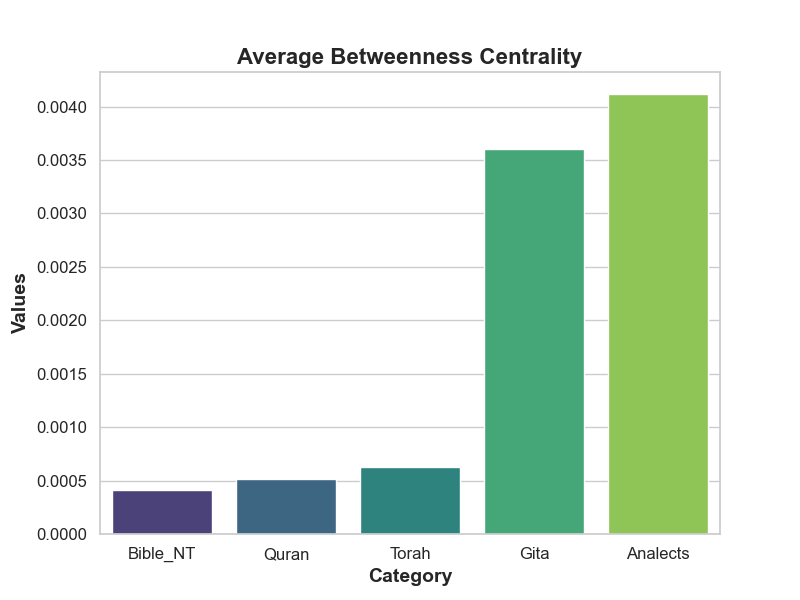 Average Betweenness Centrality
0.0040
0.0035
0.0030
0.0025
0.0020
0.0015
0.0010
0.0005
0.0000
Values
Bible_NT Quran Torah Gita Analects
Category